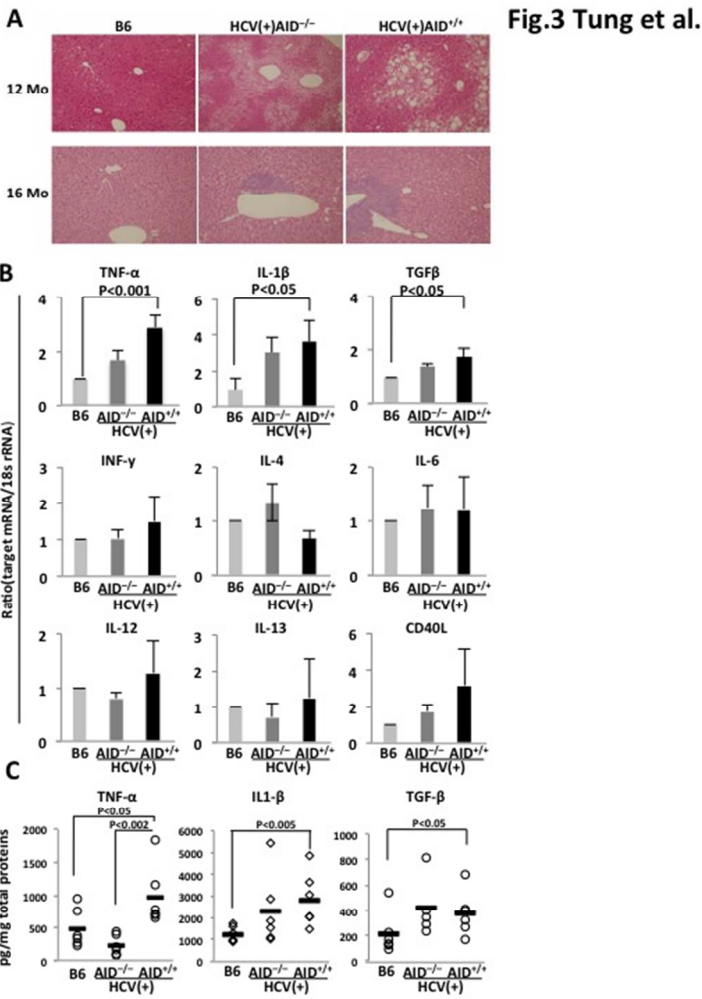 A
B6
HCV(+)AID−/−
HCV(+)AID+/+
Fig.3 Tung et al.
12 Mo
16 Mo
B
Ratio(target mRNA/18s rRNA)
TNF-α
P<0.001
4
2
0
B6 AID−/− AID+/+
HCV(+)
IL-1β
P<0.05
6
4
2
0
B6 AID−/− AID+/+
HCV(+)
TGFβ
P<0.05
4
2
0
B6 AID−/− AID+/+
HCV(+)
INF-γ
3
2
1
0
B6 AID−/− AID+/+
HCV(+)
IL-4
2
1
0
B6 AID−/− AID+/+
HCV(+)
IL-6
2
1
0
B6 AID−/− AID+/+
HCV(+)
IL-12
2
1
0
B6 AID−/− AID+/+
HCV(+)
IL-13
3
2
1
0
B6 AID−/− AID+/+
HCV(+)
CD40L
6
4
2
0
B6 AID−/− AID+/+
HCV(+)
C
pg/mg total proteins
TNF-α
P<0.05
P<0.002
2000
1500
1000
500
0
B6 AID−/− AID+/+
HCV(+)
IL1-β
P<0.005
6000
5000
4000
3000
2000
1000
0
B6 AID−/− AID+/+
HCV(+)
TGF-β
P<0.05
1000
800
600
400
200
0
B6 AID−/− AID+/+
HCV(+)